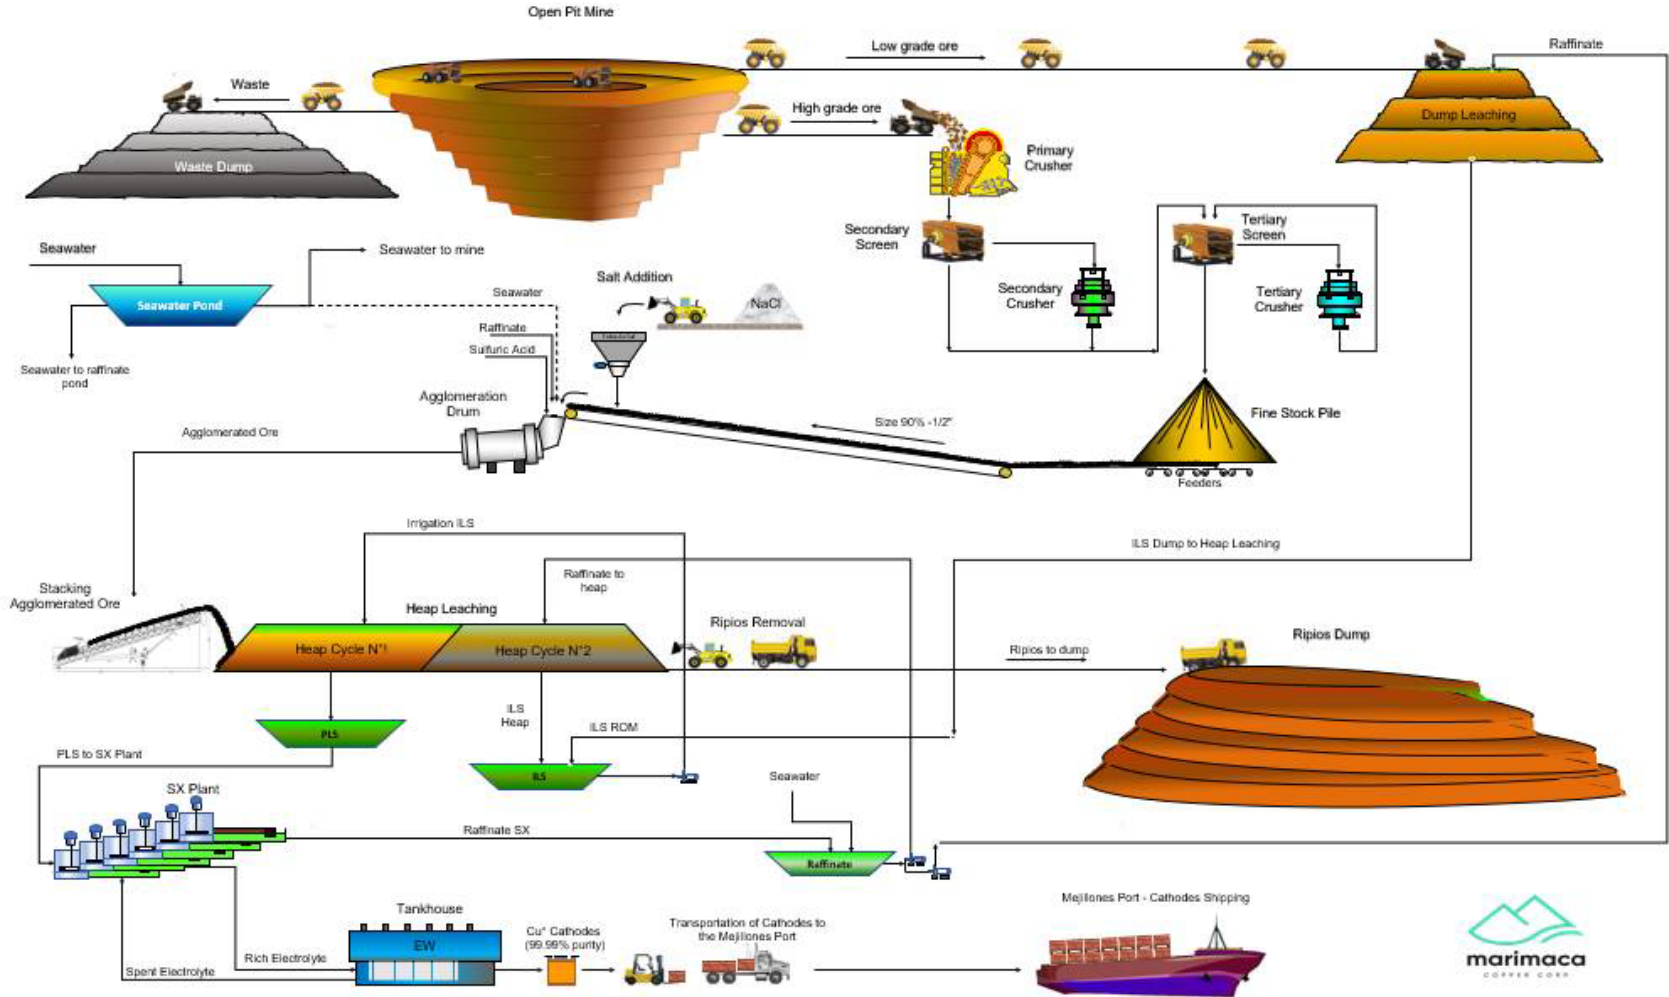 Open Pit Mine
Low grade ore
Raffinate
Waste
High grade ore
Dump Leaching
Waste Dump
Primary
Crusher
Seawater
Seawater to mine
Secondary
Screen
Tertiary
Screen
Salt Addition
Seawater Pond
Seawater
NaCl
Secondary
Crusher
Tertiary
Crusher
Raffinate
Sulfuric Acid
Seawater to raffinate
pond
Agglomeration
Drum
Size 90% -1/2"
Fine Stock Pile
Agglomerated Ore
Feeders
Irrigation ILS
ILS Dump to Heap Leaching
Raffinate to
heap
Stacking
Agglomerated Ore
Heap Leaching
Ripios Removal
Ripios Dump
Heap Cycle N°1
Heap Cycle N°2
Ripios to dump
ILS
Heap
ILS ROM
PLS
PLS to SX Plant
ILS
Seawater
SX Plant
Raffinate SX
Raffinate
Mejillones Port - Cathodes Shipping
Tankhouse
Transportation of Cathodes to
the Mejillones Port
Cu° Cathodes
(99.99% purity)
EW
Rich Electrolyte
Spent Electrolyte
marimaca
COPPER CORP